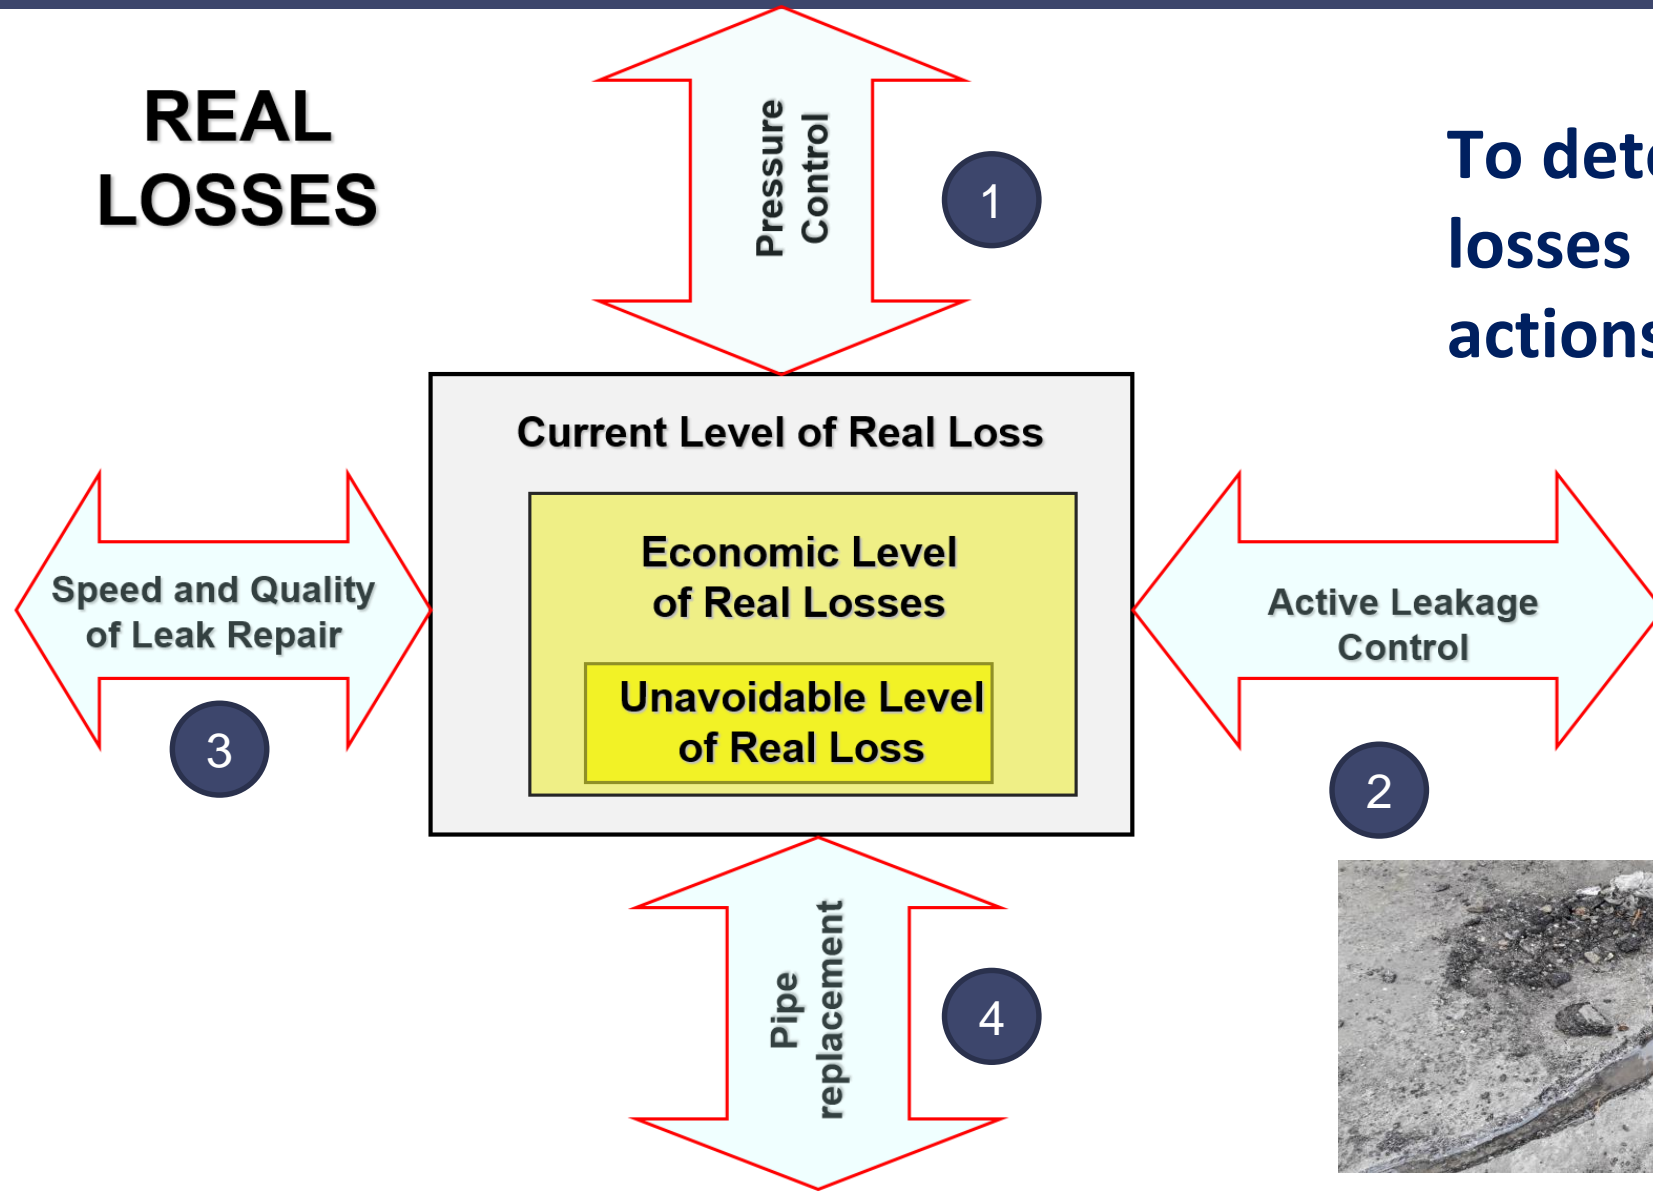 REAL
LOSSES
Pressure
Control
1
To dete
losses
actions
Current Level of Real Loss
Economic Level
of Real Losses
Unavoidable Level
of Real Loss
Speed and Quality
of Leak Repair
3
Active Leakage
Control
2
Pipe
replacement
4